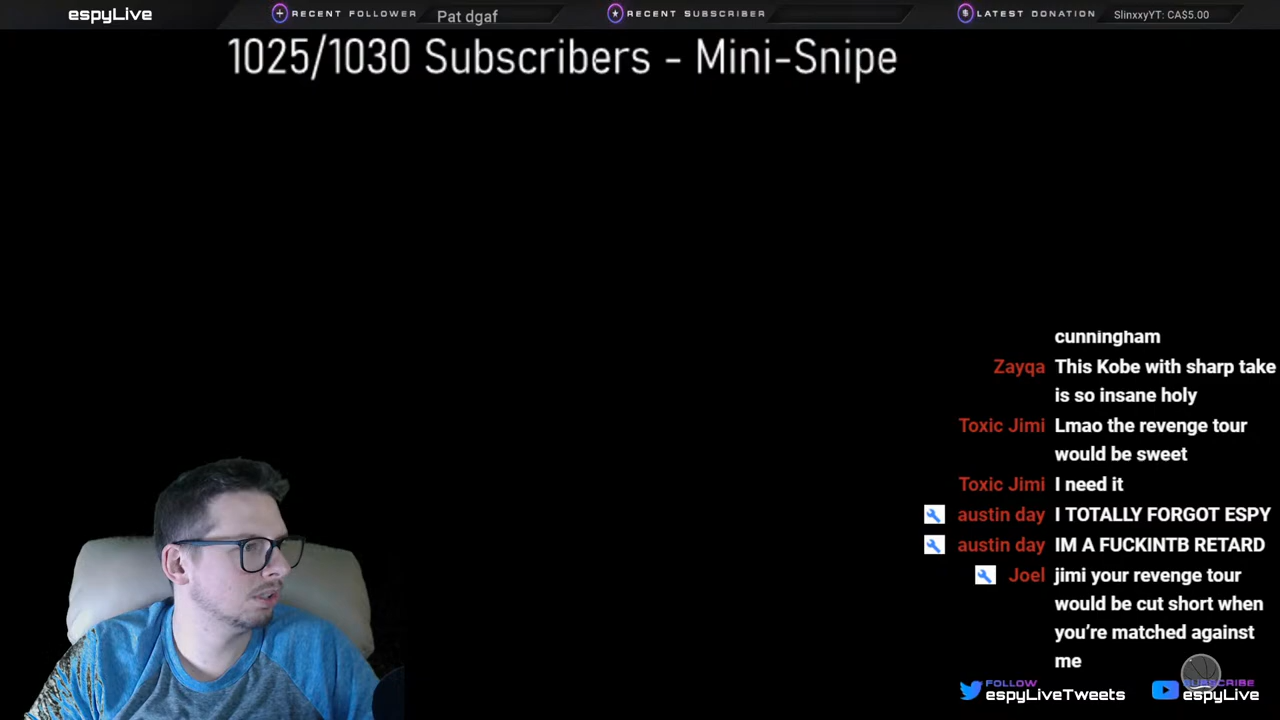 espyLive
RECENT FOLLOWER Pat dgaf
RECENT SUBSCRIBER
LATEST DONATION SlinxxyYT: CA$5.00
1025/1030 Subscribers - Mini-Snipe
cunningham
Zayqa This Kobe with sharp take
is so insane holy
Toxic Jimi Lmao the revenge tour
would be sweet
Toxic Jimi I need it
austin day I TOTALLY FORGOT ESPY
austin day IM A FUCKINTB RETARD
Joel jimi your revenge tour
would be cut short when
you're matched against
me
FOLLOW
espyLiveTweets
SUBSCRIBE
espyLive